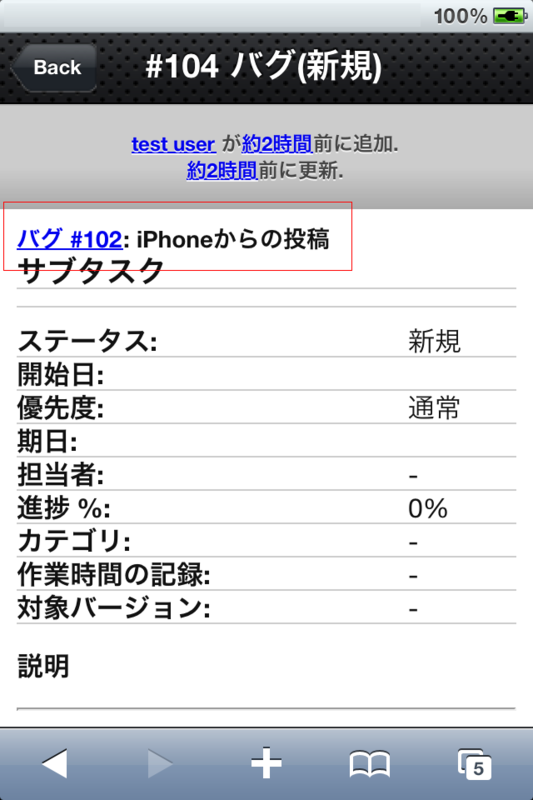 100%
Back
#104 バグ(新規)
test user が約2時間前に追加.
約2時間前に更新.
バグ #102: iPhoneからの投稿
サブタスク
ステータス: 新規
開始日:
優先度: 通常
期日:
担当者: -
進捗 %: 0%
カテゴリ: -
作業時間の記録: -
対象バージョン: -
説明
5